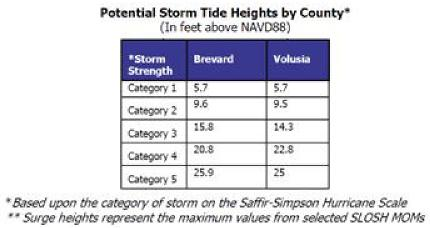 Potential Storm Tide Heights by County*
(In feet above NAVD88)
*Storm Strength Brevard Volusia
Category 1 5.7 5.7
Category 2 9.6 9.5
Category 3 15.8 14.3
Category 4 20.8 22.8
Category 5 25.9 25
*Based upon the category of storm on the Saffir-Simpson Hurricane Scale
** Surge heights represent the maximum values from selected SLOSH MOMs